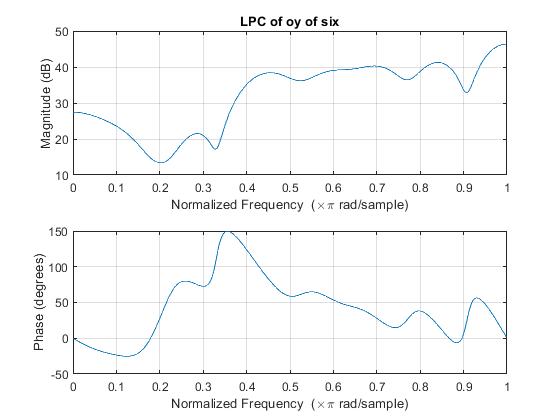 LPC of oy of six
50
40
30
20
10
Magnitude (dB)
0 0.1 0.2 0.3 0.4 0.5 0.6 0.7 0.8 0.9 1
Normalized Frequency (×π rad/sample)
150
100
50
0
-50
Phase (degrees)
0 0.1 0.2 0.3 0.4 0.5 0.6 0.7 0.8 0.9 1
Normalized Frequency (×π rad/sample)